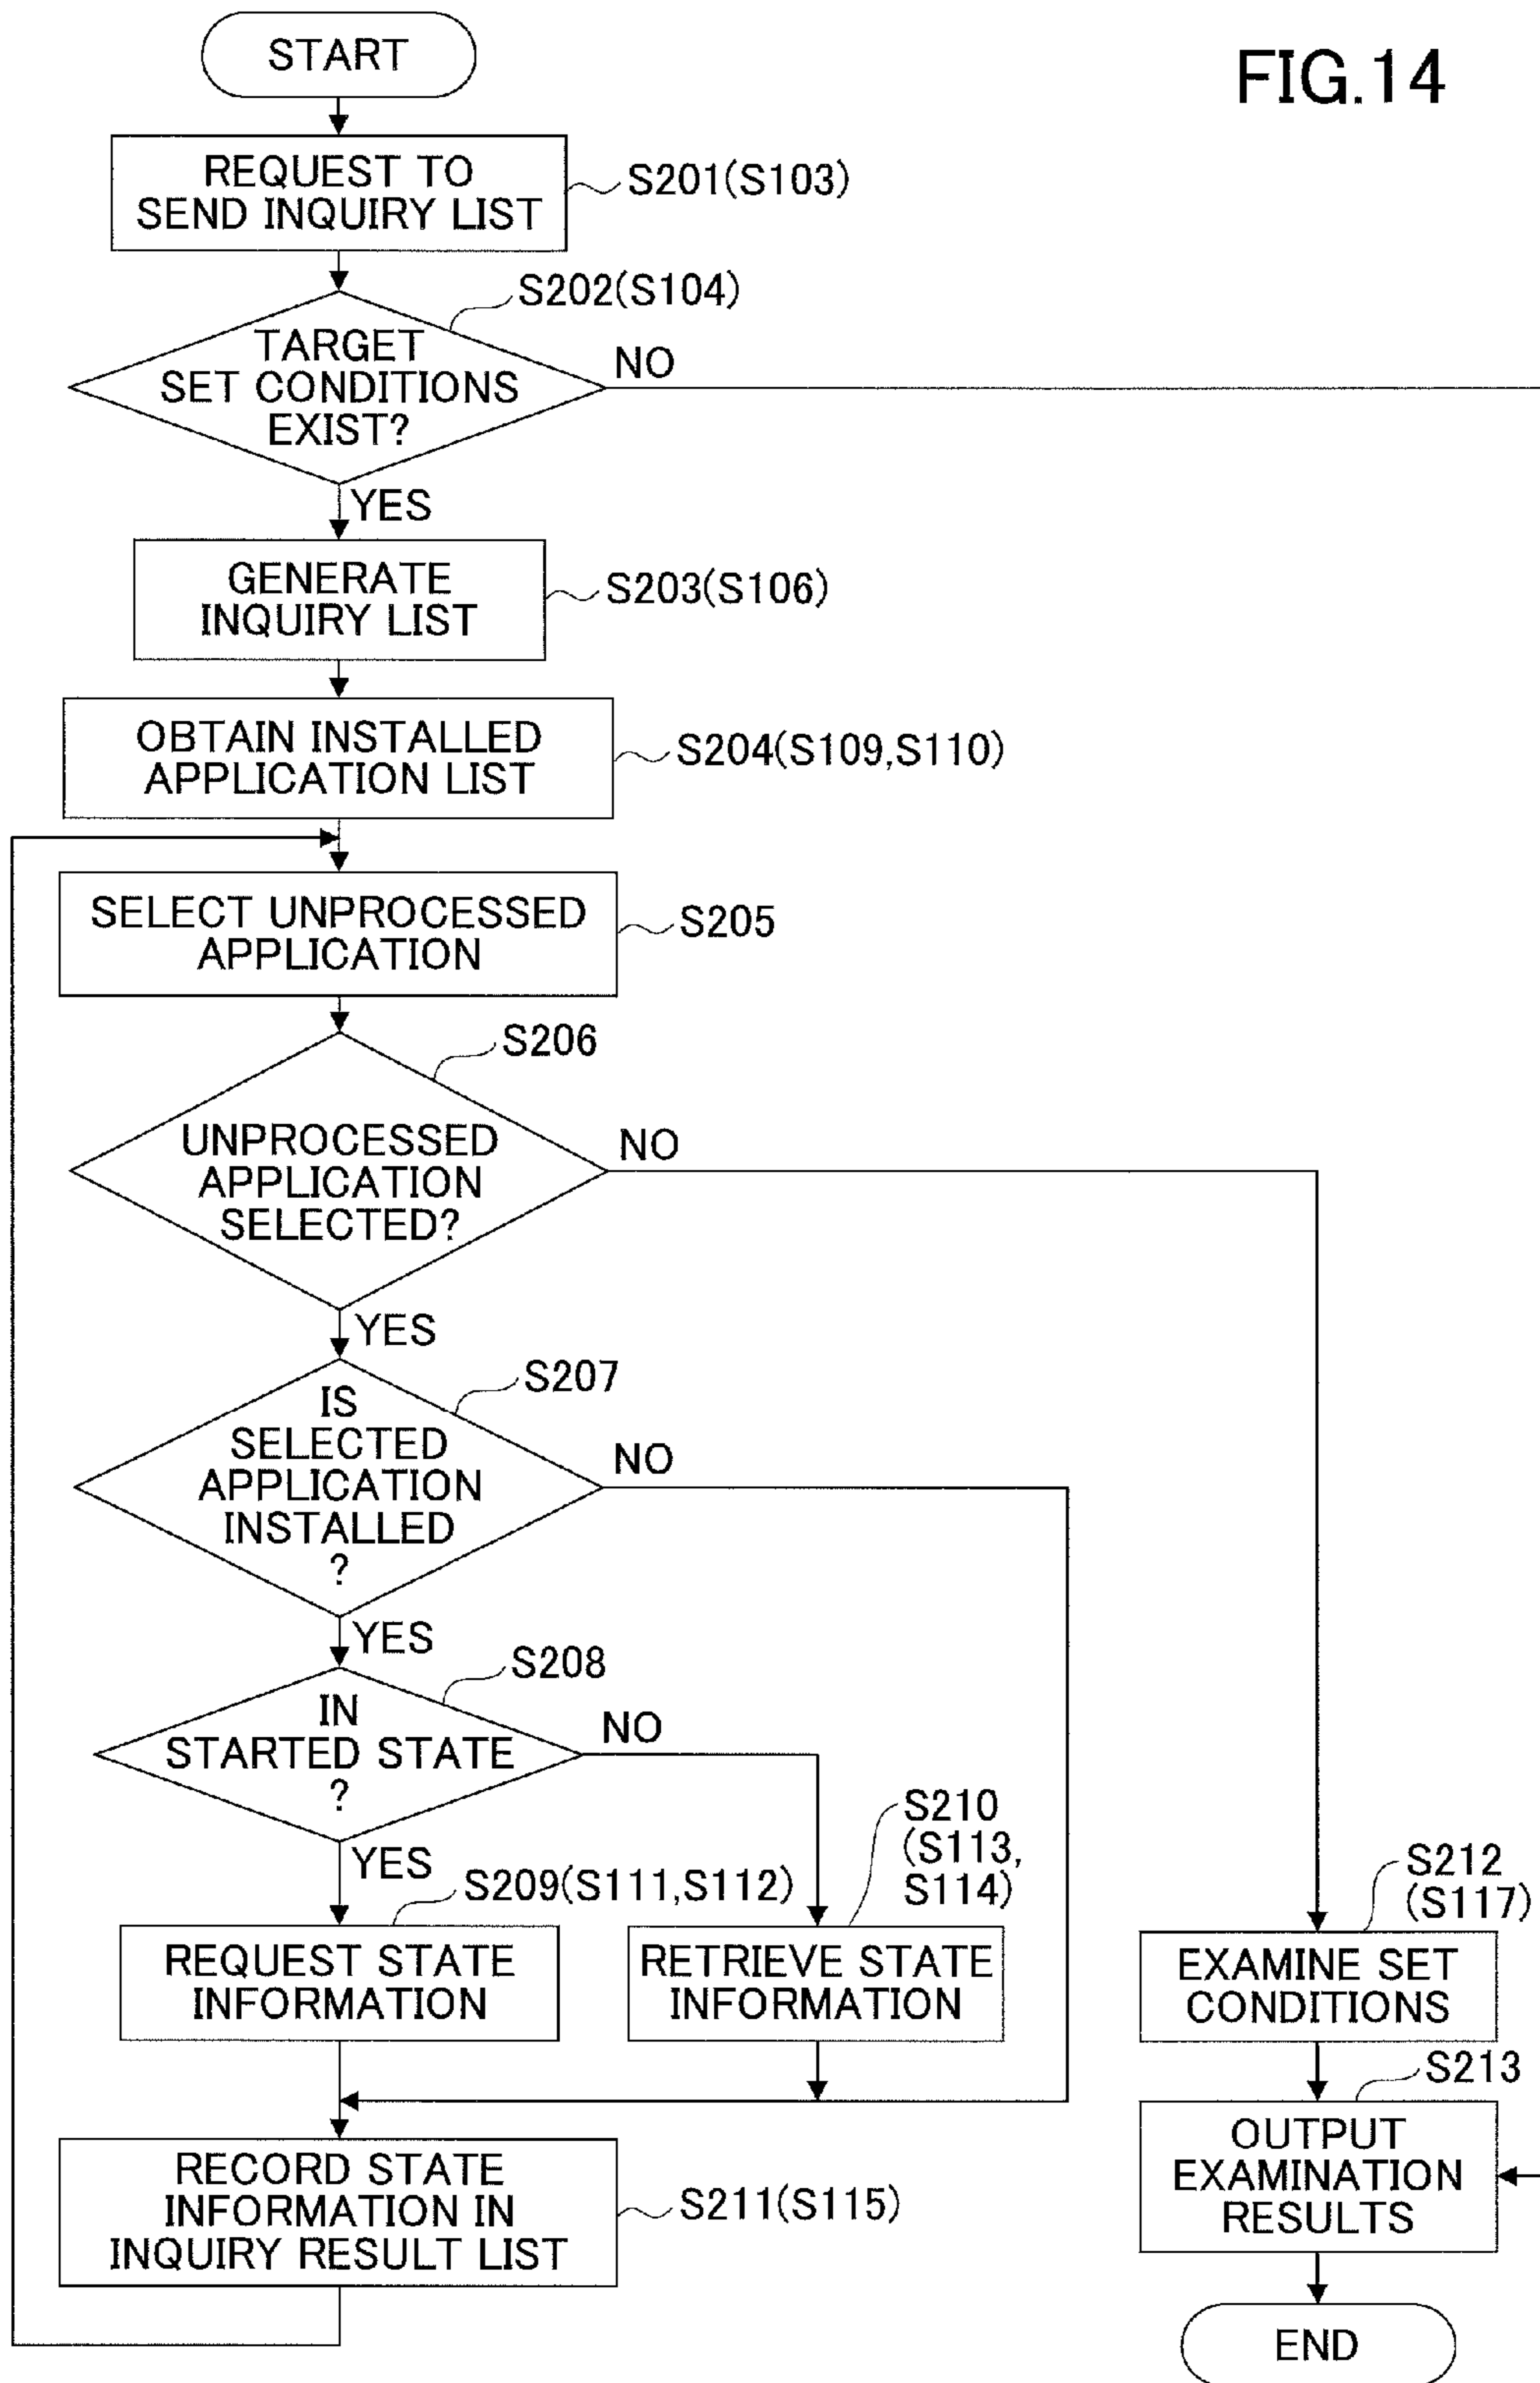 START
FIG.14
REQUEST TO
SEND INQUIRY LIST
S201(S103)
S202(S104)
TARGET
SET CONDITIONS
EXIST?
NO
YES
GENERATE
INQUIRY LIST
S203(S106)
OBTAIN INSTALLED
APPLICATION LIST
S204(S109,S110)
SELECT UNPROCESSED
APPLICATION
S205
S206
UNPROCESSED
APPLICATION
SELECTED?
NO
YES
S207
IS
SELECTED
APPLICATION
INSTALLED
?
NO
YES
S208
IN
STARTED STATE
?
NO
YES
S209(S111,S112)
S210
(S113,
S114)
REQUEST STATE
INFORMATION
RETRIEVE STATE
INFORMATION
S212
(S117)
EXAMINE SET
CONDITIONS
S213
OUTPUT
EXAMINATION
RESULTS
RECORD STATE
INFORMATION IN
INQUIRY RESULT LIST
S211(S115)
END